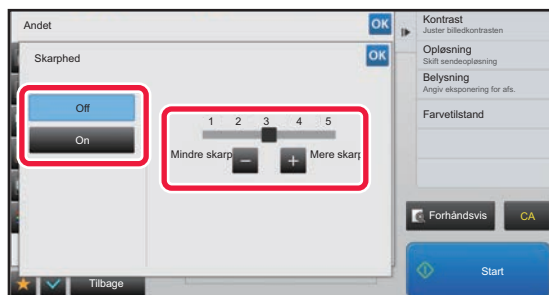 Andet
OK
Skarphed
OK
Off
On
1 2 3 4 5
Mindre skarp
Mere skarp
Tilbage
Kontrast
Juster billedkontrasten
Opløsning
Skift sendeopløsning
Belysning
Angiv eksponering for afs.
Farvetilstand
Forhåndsvis
CA
Start